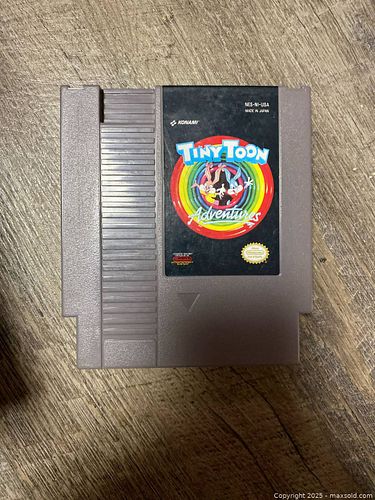 NES-NI-USA
MADE IN JAPAN
KONAMI
TINY TOON
Adventures
Copyright 2025 - maxsold.com